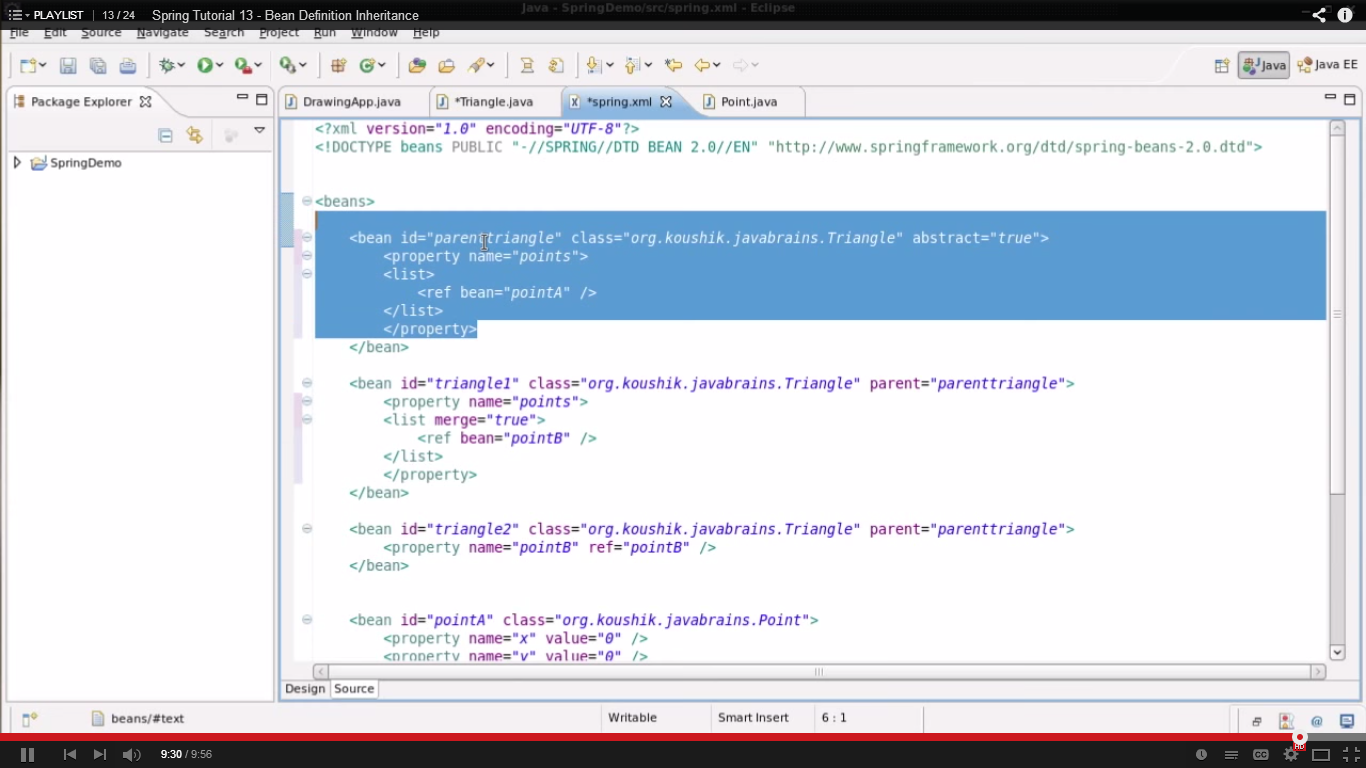 Java - SpringDemo/src/spring.xml - Eclipse
PLAYLIST 13 / 24 Spring Tutorial 13 - Bean Definition Inheritance
File Edit Source Navigate Search Project Run Window Help
Java Java EE
Package Explorer
DrawingApp.java *Triangle.java *spring.xml Point.java
SpringDemo
<?xml version="1.0" encoding="UTF-8"?>
<!DOCTYPE beans PUBLIC "-//SPRING//DTD BEAN 2.0//EN" "http://www.springframework.org/dtd/spring-beans-2.0.dtd">
<beans>
<bean id="parenttriangle" class="org.koushik.javabrains.Triangle" abstract="true">
<property name="points">
<list>
<ref bean="pointA" />
</list>
</property>
</bean>
<bean id="triangle1" class="org.koushik.javabrains.Triangle" parent="parenttriangle">
<property name="points">
<list merge="true">
<ref bean="pointB" />
</list>
</property>
</bean>
<bean id="triangle2" class="org.koushik.javabrains.Triangle" parent="parenttriangle">
<property name="pointB" ref="pointB" />
</bean>
<bean id="pointA" class="org.koushik.javabrains.Point">
<property name="x" value="0" />
<property name="y" value="0" />
Design Source
beans/#text Writable Smart Insert 6 : 1
9:30 / 9:56 CC HD